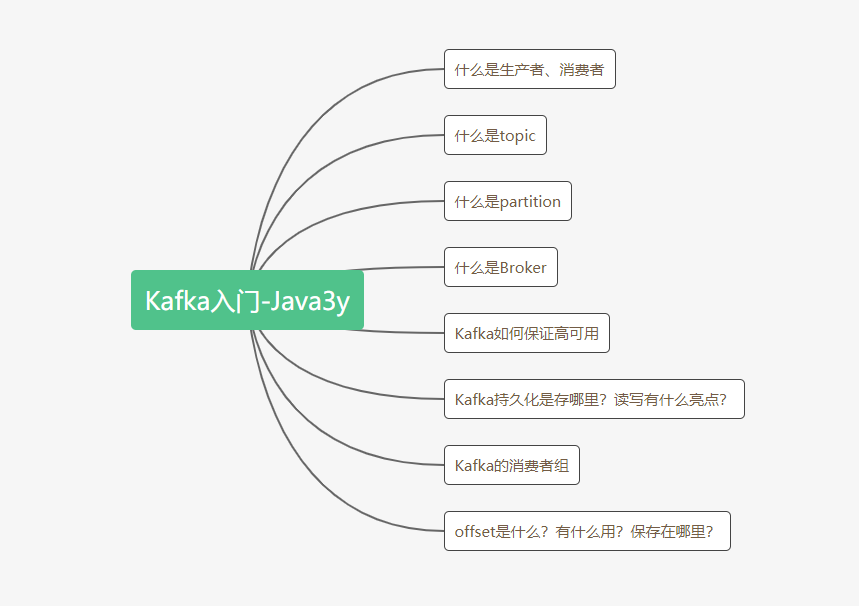 什么是生产者、消费者
什么是topic
什么是partition
什么是Broker
Kafka入门-Java3y
Kafka如何保证高可用
Kafka持久化是存哪里？读写有什么亮点？
Kafka的消费者组
offset是什么？有什么用？保存在哪里？